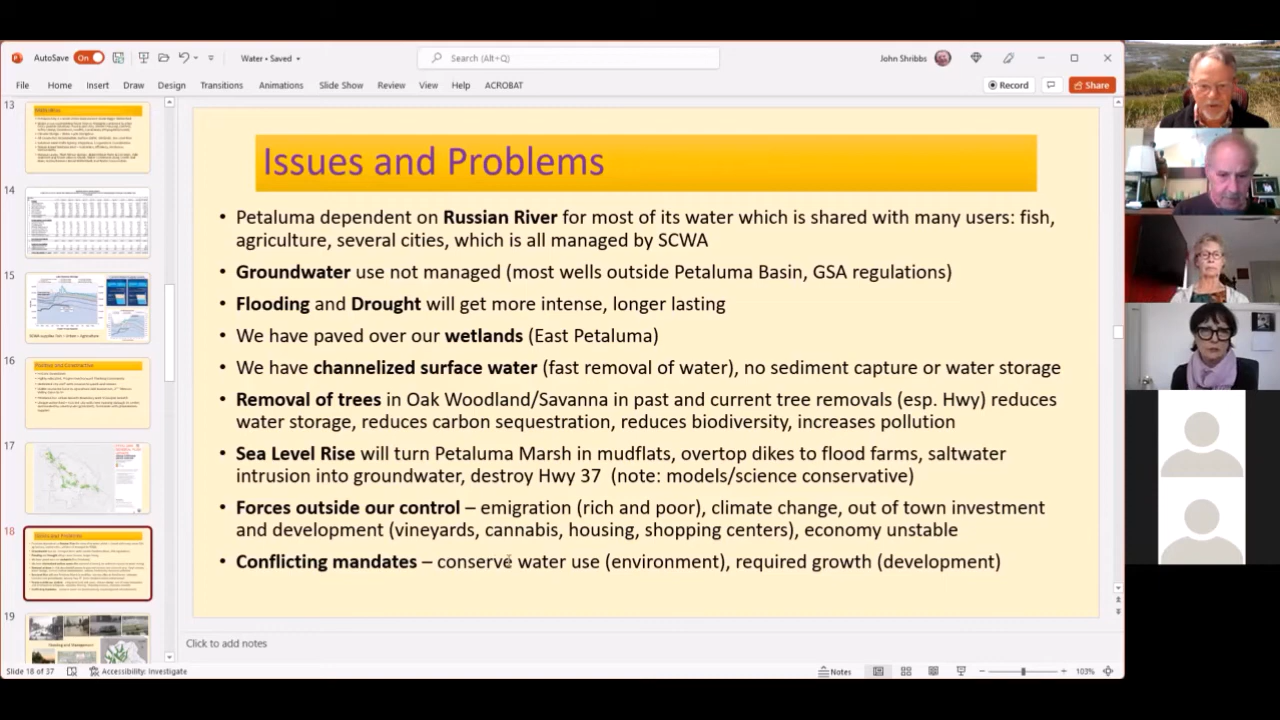 AutoSave
On
Water • Saved
Search (Alt+Q)
John Shribbs
File
Home
Insert
Draw
Design
Transitions
Animations
Slide Show
Review
View
Help
ACROBAT
Record
Share
13
14
15
16
17
18
19
Issues and Problems
Issues and Problems
• Petaluma dependent on Russian River for most of its water which is shared with many users: fish,
agriculture, several cities, which is all managed by SCWA
• Groundwater use not managed (most wells outside Petaluma Basin, GSA regulations)
• Flooding and Drought will get more intense, longer lasting
• We have paved over our wetlands (East Petaluma)
• We have channelized surface water (fast removal of water), no sediment capture or water storage
• Removal of trees in Oak Woodland/Savanna in past and current tree removals (esp. Hwy) reduces
water storage, reduces carbon sequestration, reduces biodiversity, increases pollution
• Sea Level Rise will turn Petaluma Marsh in mudflats, overtop dikes to flood farms, saltwater
intrusion into groundwater, destroy Hwy 37 (note: models/science conservative)
• Forces outside our control – emigration (rich and poor), climate change, out of town investment
and development (vineyards, cannabis, housing, shopping centers), economy unstable
• Conflicting mandates – conserve water use (environment), required growth (development)
Click to add notes
Slide 18 of 37
Accessibility: Investigate
Notes
103%